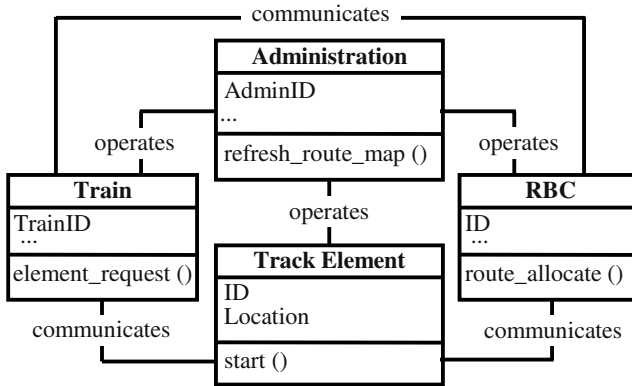 communicates
Administration
AdminID
...
refresh_route_map ()
operates
operates
Train
TrainID
...
element_request ()
operates
RBC
ID
...
route_allocate ()
Track Element
ID
Location
start ()
communicates
communicates